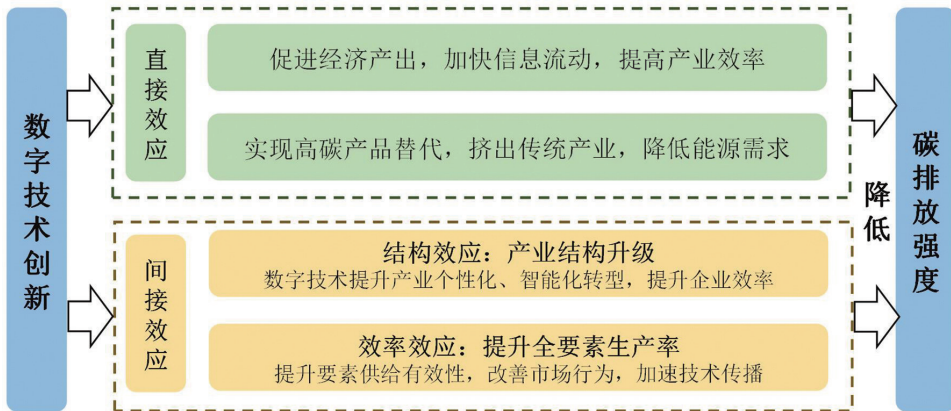 数字技术创新
直接效应
促进经济产出，加快信息流动，提高产业效率
实现高碳产品替代，挤出传统产业，降低能源需求
间接效应
结构效应：产业结构升级
数字技术提升产业个性化、智能化转型，提升企业效率
效率效应：提升全要素生产率
提升要素供给有效性，改善市场行为，加速技术传播
降低
碳排放强度